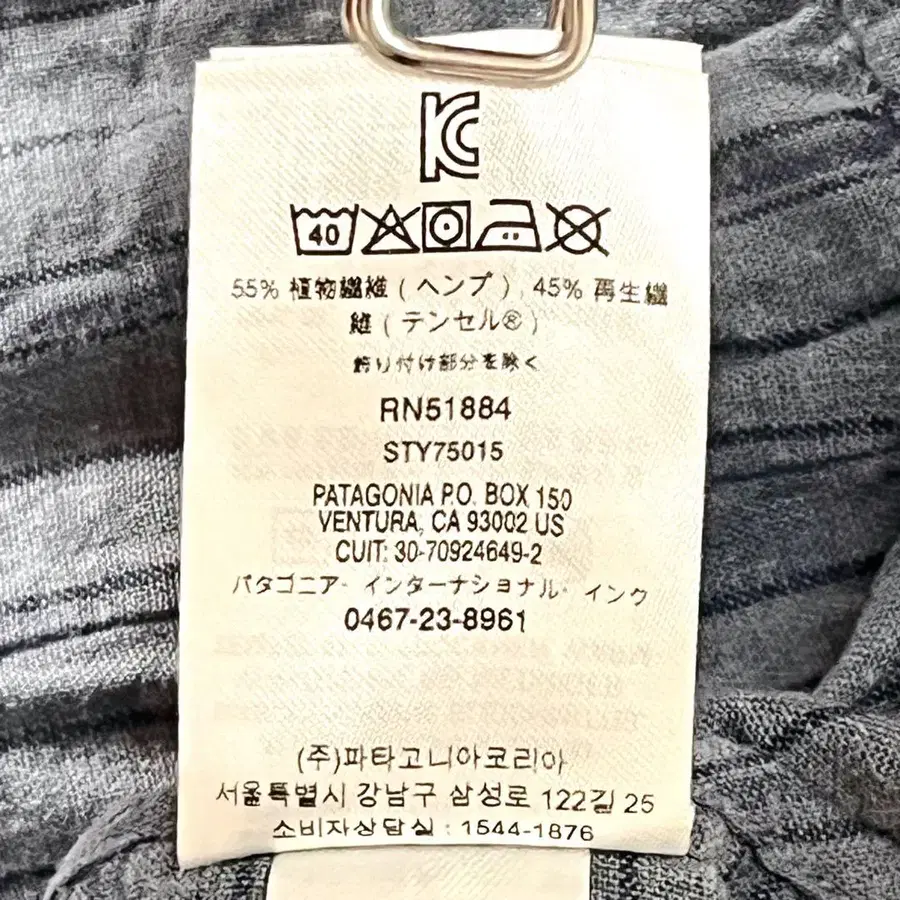 KC
40
55% 植物繊維 ( ヘンプ ) , 45% 再生繊
維 ( テンセル® )
飾り付け部分を除く
RN51884
STY75015
PATAGONIA P.O. BOX 150
VENTURA, CA 93002 US
CUIT: 30-70924649-2
パタゴニア・インターナショナル・インク
0467-23-8961
(주)파타고니아코리아
서울특별시 강남구 삼성로 122길 25
소비자상담실 : 1544-1876